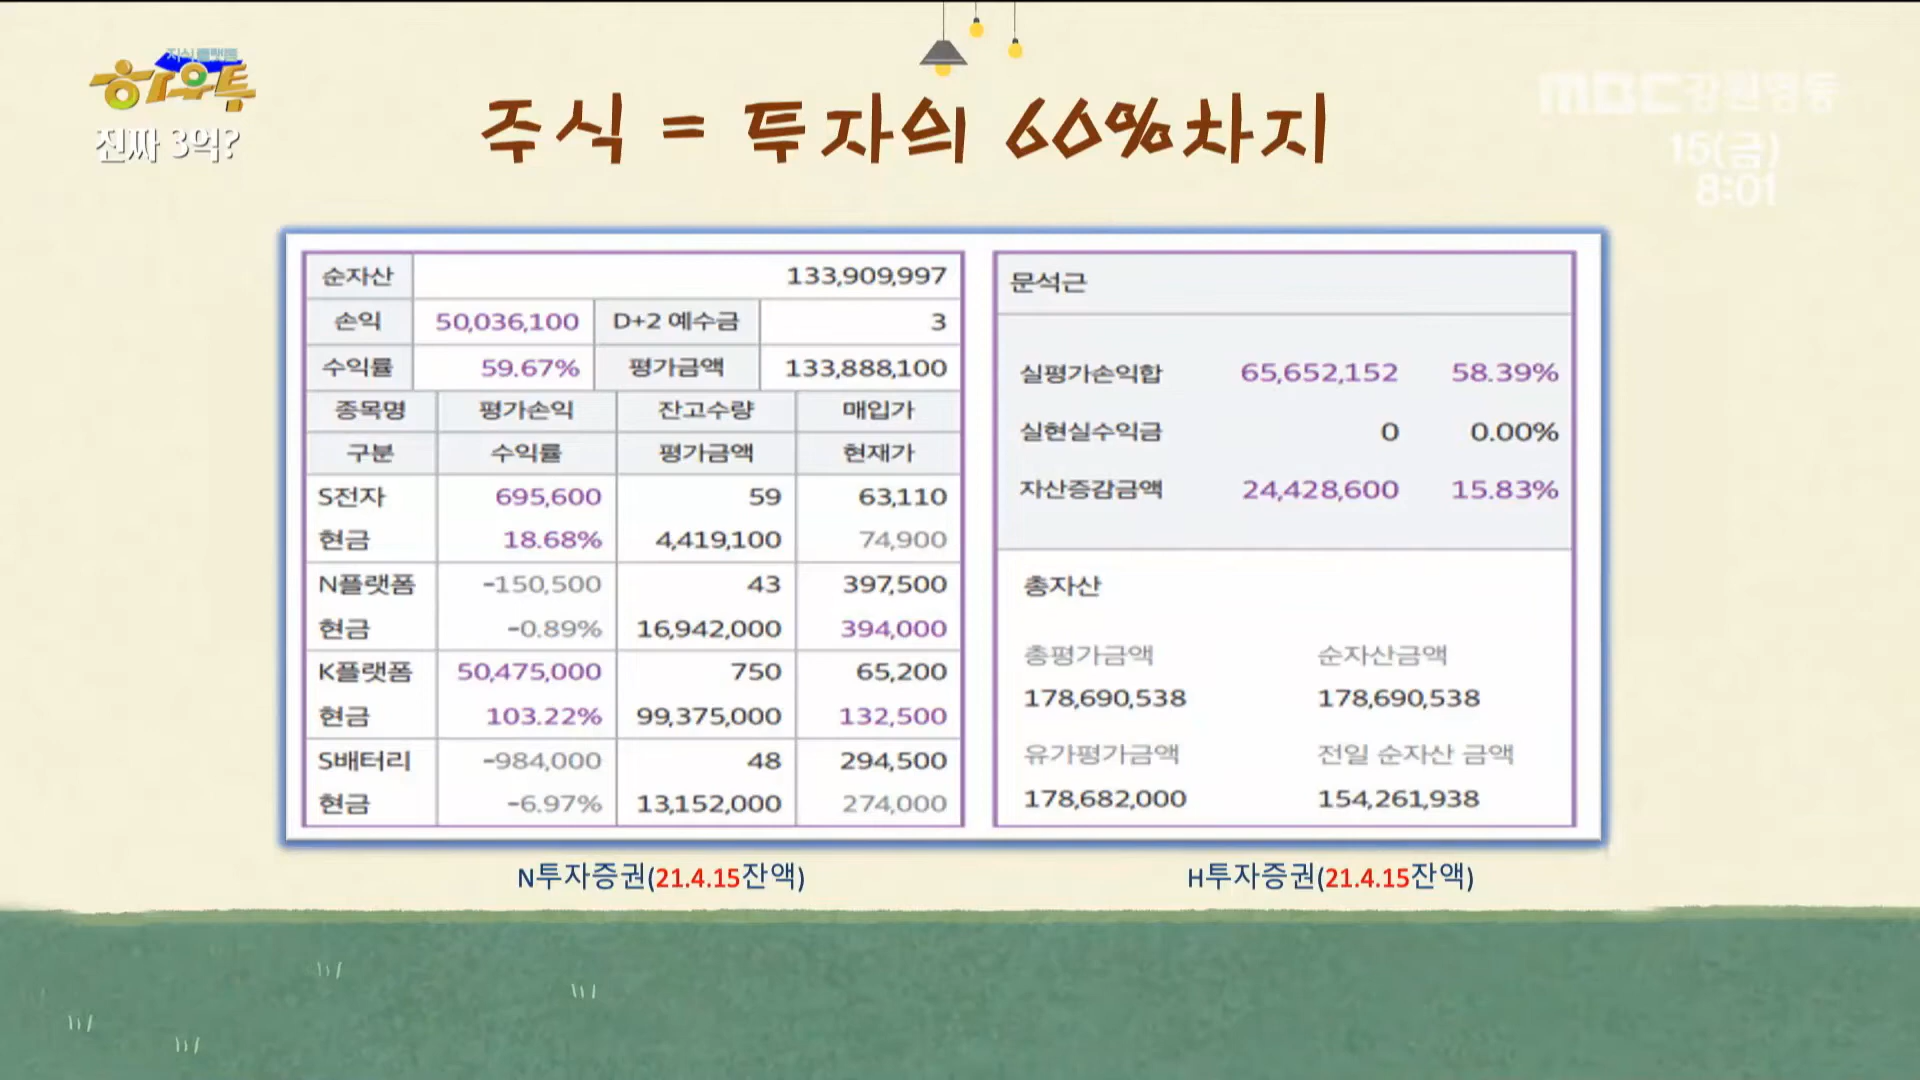 지식 플랫폼
하우투
진짜 3억?
MBC강원영동
15(금)
8:01
주식 = 투자의 60%차지
순자산 133,909,997
손익 50,036,100 D+2 예수금 3
수익률 59.67% 평가금액 133,888,100
종목명 평가손익 잔고수량 매입가
구분 수익률 평가금액 현재가
S전자 695,600 59 63,110
현금 18.68% 4,419,100 74,900
N플랫폼 -150,500 43 397,500
현금 -0.89% 16,942,000 394,000
K플랫폼 50,475,000 750 65,200
현금 103.22% 99,375,000 132,500
S배터리 -984,000 48 294,500
현금 -6.97% 13,152,000 274,000
N투자증권(21.4.15잔액)
문석근
실평가손익합 65,652,152 58.39%
실현실수익금 0 0.00%
자산증감금액 24,428,600 15.83%
총자산
총평가금액 순자산금액
178,690,538 178,690,538
유가평가금액 전일 순자산 금액
178,682,000 154,261,938
H투자증권(21.4.15잔액)